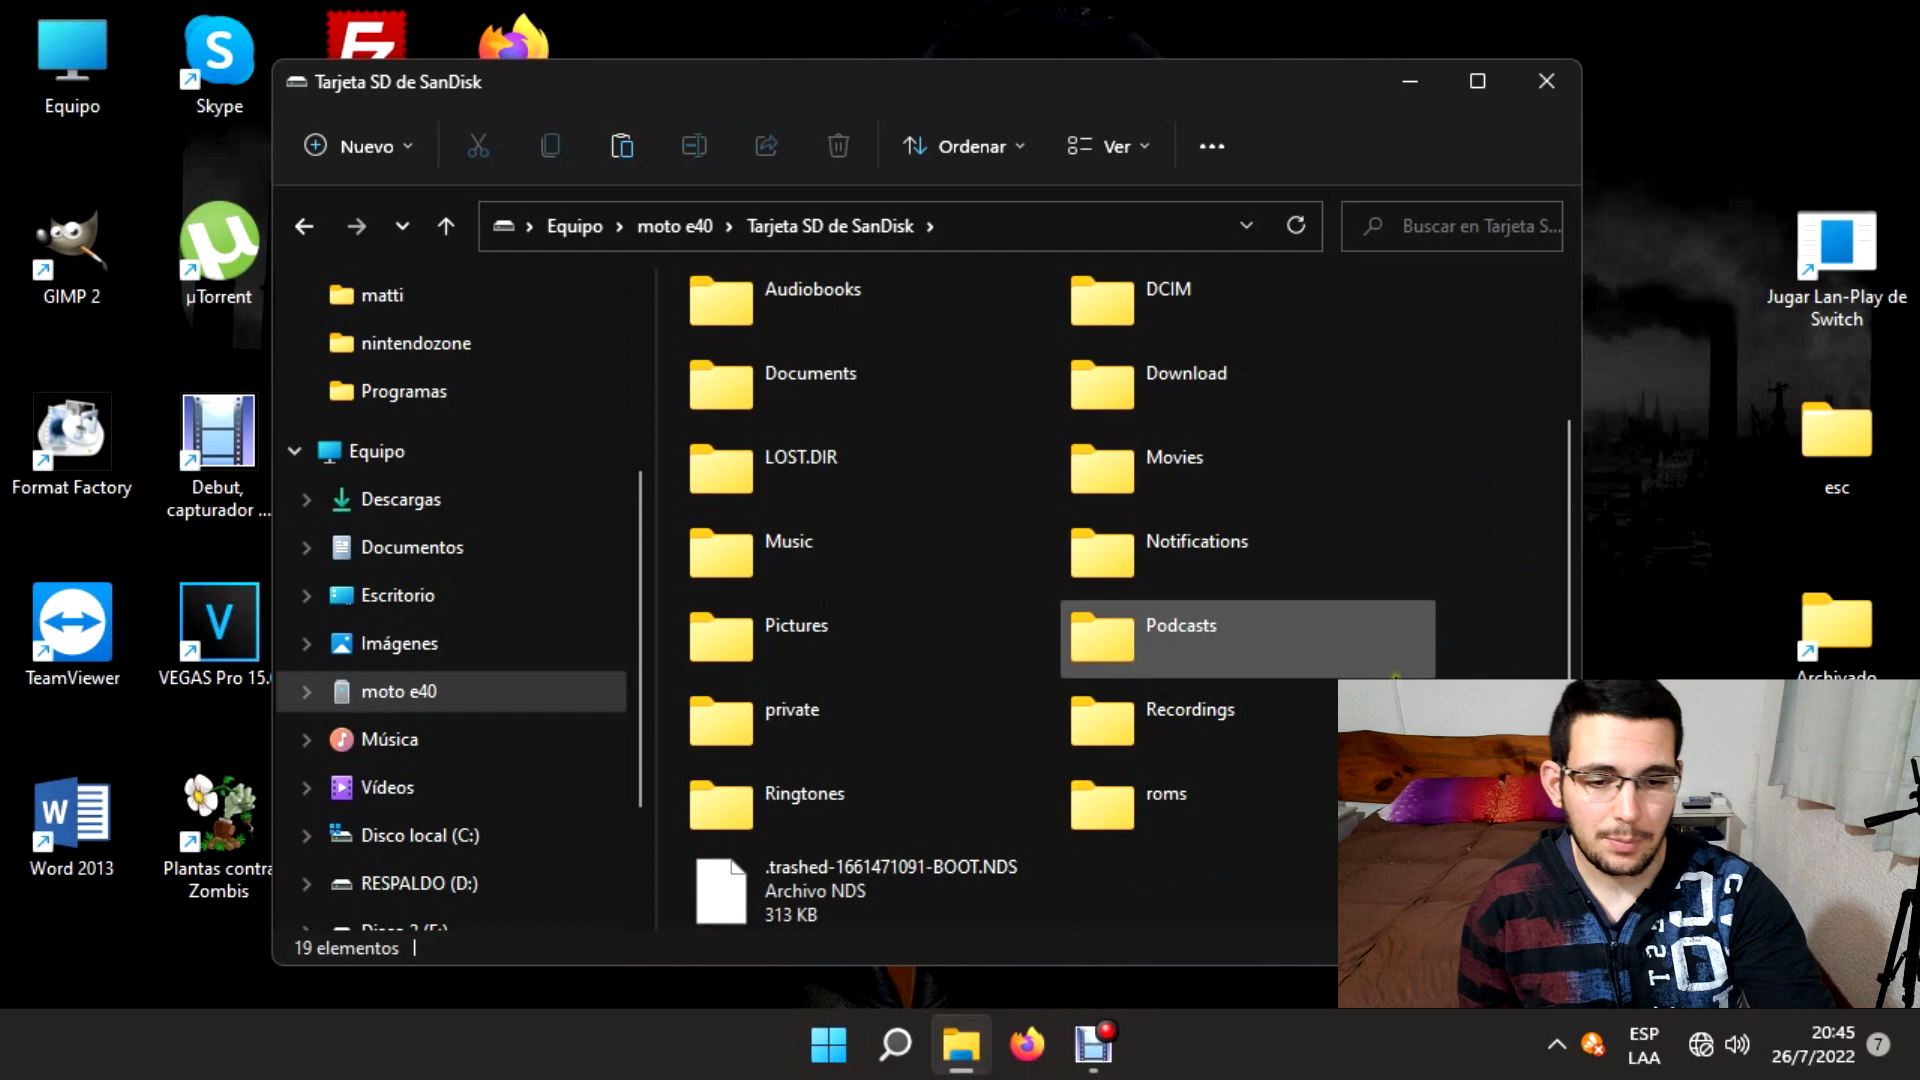 Equipo
Skype
Fz
GIMP 2
µ
µTorrent
Format Factory
Debut,
capturador ...
TeamViewer
V
VEGAS Pro 15.
W
Word 2013
Plantas contra
Zombis
Tarjeta SD de SanDisk
Nuevo
Ordenar
Ver
Equipo
moto e40
Tarjeta SD de SanDisk
Buscar en Tarjeta S...
matti
nintendozone
Programas
Equipo
Descargas
Documentos
Escritorio
Imágenes
moto e40
Música
Vídeos
Disco local (C:)
RESPALDO (D:)
Audiobooks
DCIM
Documents
Download
LOST.DIR
Movies
Music
Notifications
Pictures
Podcasts
private
Recordings
Ringtones
roms
.trashed-1661471091-BOOT.NDS
Archivo NDS
313 KB
19 elementos
Jugar Lan-Play de
Switch
esc
Archivado
ESP
LAA
20:45
26/7/2022
7